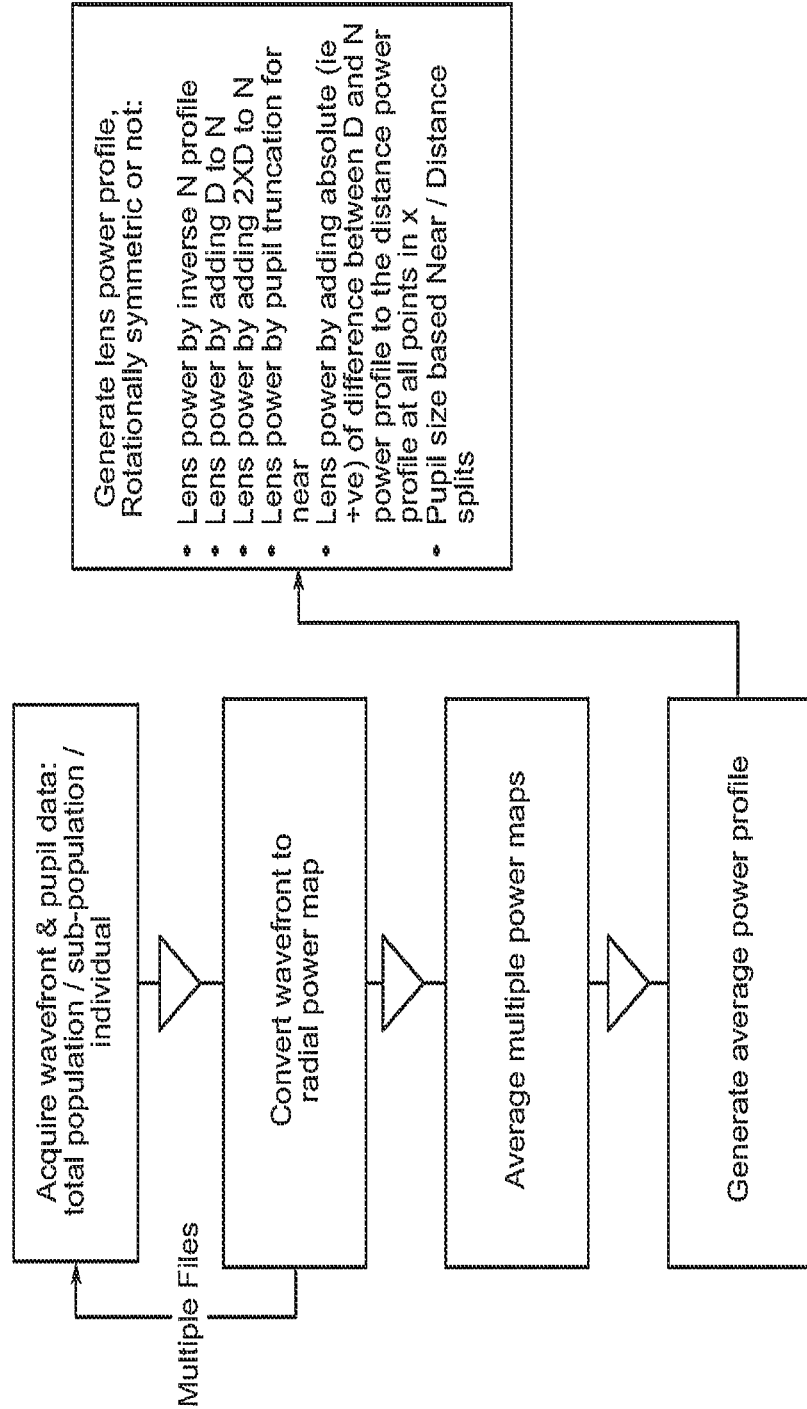 Acquire wavefront & pupil data:
total population / sub-population /
individual
Multiple Files
Convert wavefront to
radial power map
Average multiple power maps
Generate average power profile
Generate lens power profile,
Rotationally symmetric or not:
• Lens power by inverse N profile
• Lens power by adding D to N
• Lens power by adding 2XD to N
• Lens power by pupil truncation for
near
• Lens power by adding absolute (ie
+ve) of difference between D and N
power profile to the distance power
profile at all points in x
• Pupil size based Near / Distance
splits